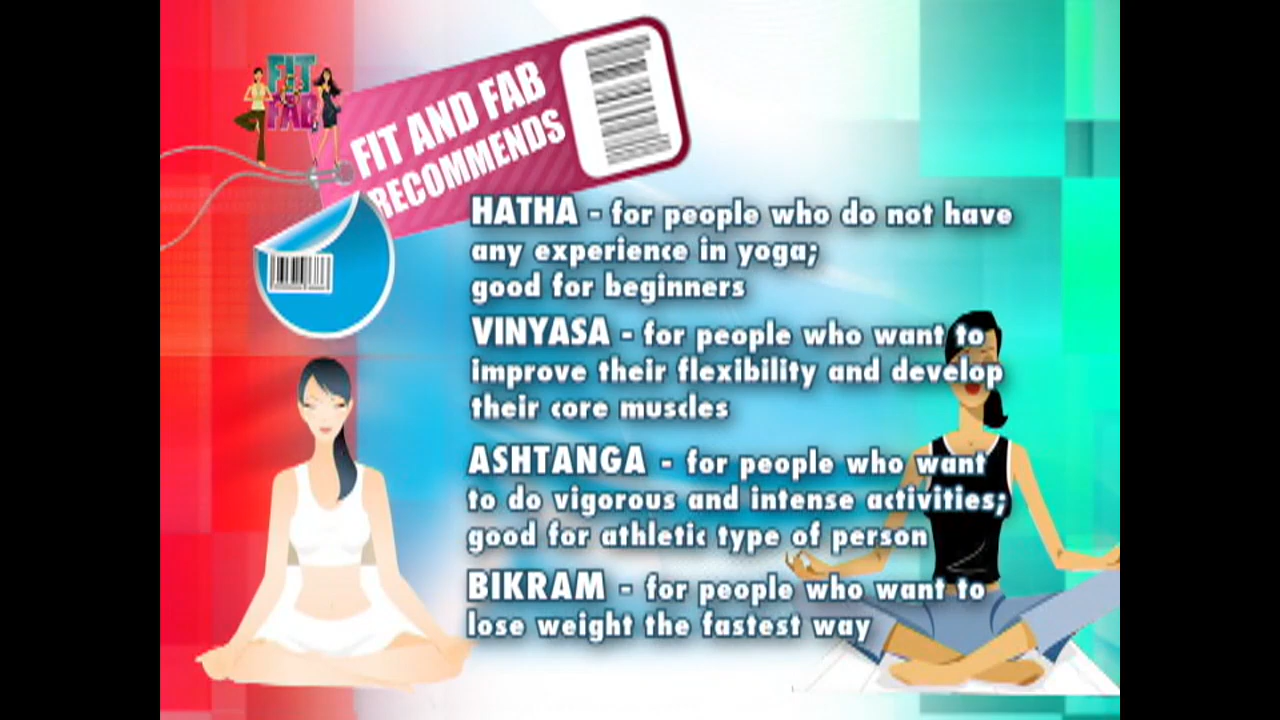 FIT
FAB
FIT AND FAB
RECOMMENDS
HATHA - for people who do not have
any experience in yoga;
good for beginners
VINYASA - for people who want to
improve their flexibility and develop
their core muscles
ASHTANGA - for people who want
to do vigorous and intense activities;
good for athletic type of person
BIKRAM - for people who want to
lose weight the fastest way